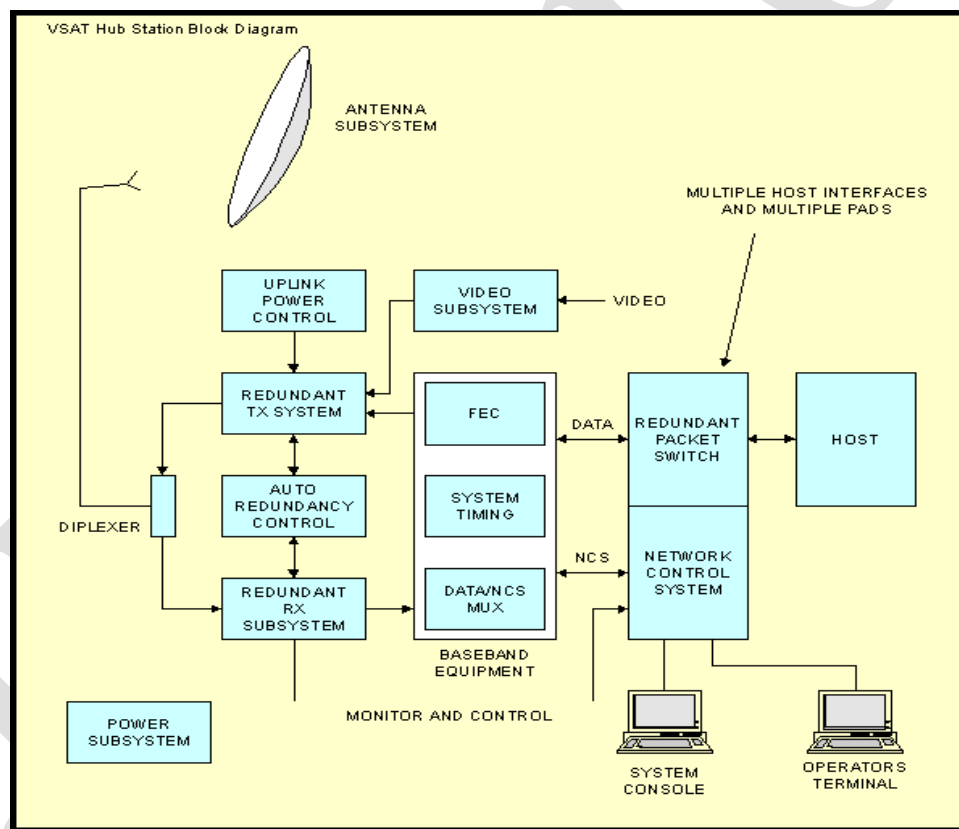 VSAT Hub Station Block Diagram
ANTENNA
SUBSYSTEM
MULTIPLE HOST INTERFACES
AND MULTIPLE PADS
UPLINK
POWER
CONTROL
VIDEO
SUBSYSTEM
VIDEO
REDUNDANT
TX SYSTEM
FEC
DATA
REDUNDANT
PACKET
SWITCH
HOST
AUTO
REDUNDANCY
CONTROL
SYSTEM
TIMING
DIPLEXER
NCS
NETWORK
CONTROL
SYSTEM
REDUNDANT
RX
SUBSYSTEM
DATA/NCS
MUX
BASEBAND
EQUIPMENT
MONITOR AND CONTROL
POWER
SUBSYSTEM
SYSTEM
CONSOLE
OPERATORS
TERMINAL